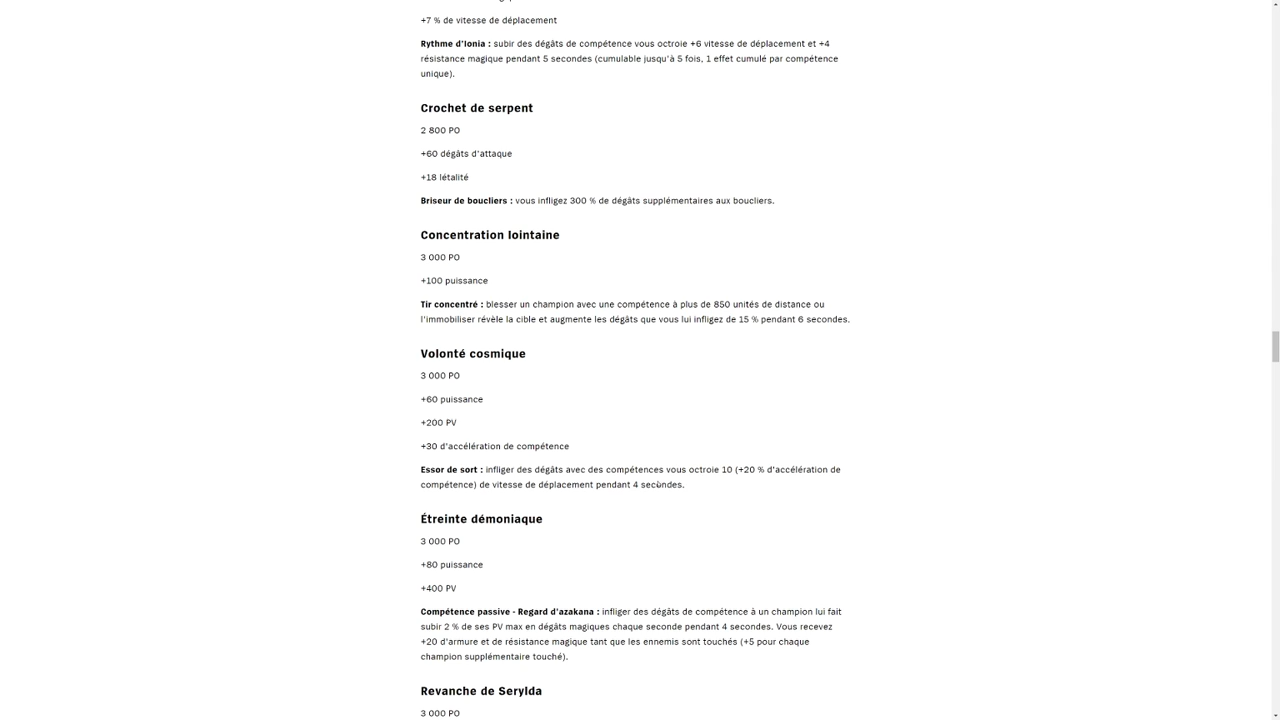 +7 % de vitesse de déplacement
Rythme d'Ionia : subir des dégâts de compétence vous octroie +6 vitesse de déplacement et +4
résistance magique pendant 5 secondes (cumulable jusqu'à 5 fois, 1 effet cumulé par compétence
unique).
Crochet de serpent
2 800 PO
+60 dégâts d'attaque
+18 létalité
Briseur de boucliers : vous infligez 300 % de dégâts supplémentaires aux boucliers.
Concentration lointaine
3 000 PO
+100 puissance
Tir concentré : blesser un champion avec une compétence à plus de 850 unités de distance ou
l'immobiliser révèle la cible et augmente les dégâts que vous lui infligez de 15 % pendant 6 secondes.
Volonté cosmique
3 000 PO
+60 puissance
+200 PV
+30 d'accélération de compétence
Essor de sort : infliger des dégâts avec des compétences vous octroie 10 (+20 % d'accélération de
compétence) de vitesse de déplacement pendant 4 secondes.
Étreinte démoniaque
3 000 PO
+80 puissance
+400 PV
Compétence passive - Regard d'azakana : infliger des dégâts de compétence à un champion lui fait
subir 2 % de ses PV max en dégâts magiques chaque seconde pendant 4 secondes. Vous recevez
+20 d'armure et de résistance magique tant que les ennemis sont touchés (+5 pour chaque
champion supplémentaire touché).
Revanche de Serylda
3 000 PO